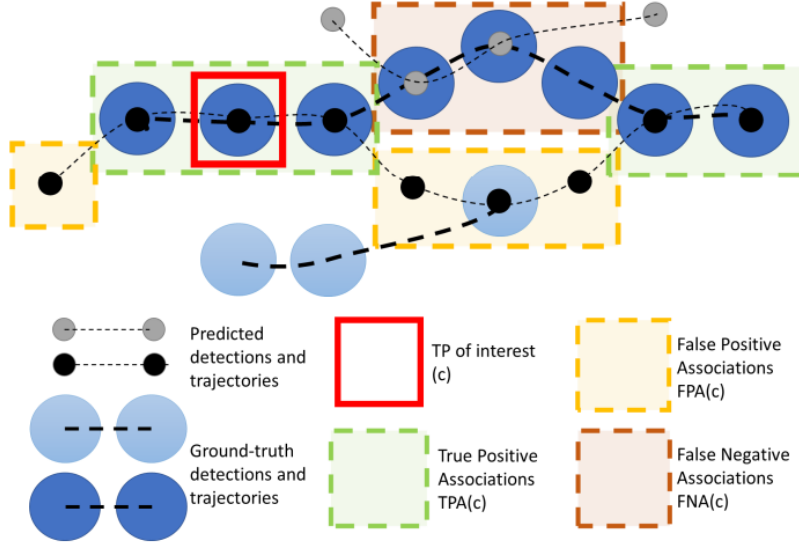 Predicted
detections and
trajectories
TP of interest
(c)
False Positive
Associations
FPA(c)
Ground-truth
detections and
trajectories
True Positive
Associations
TPA(c)
False Negative
Associations
FNA(c)